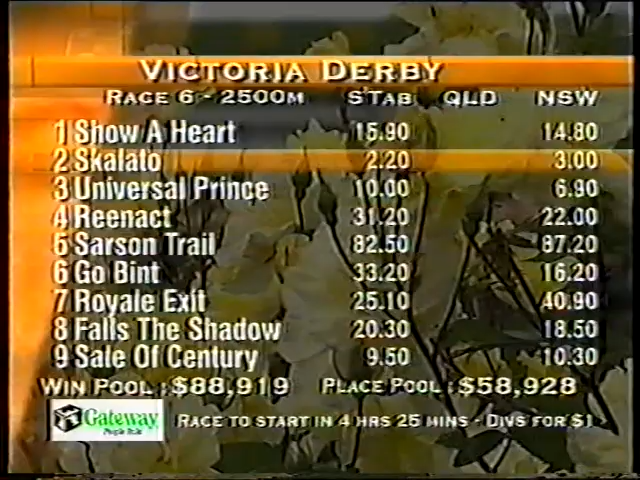 VICTORIA DERBY
RACE 6 - 2500M STAB QLD NSW
1 Show A Heart 15.90 14.80
2 Skalato 2.20 3.00
3 Universal Prince 10.00 6.90
4 Reenact 31.20 22.00
5 Sarson Trail 82.50 87.20
6 Go Bint 33.20 16.20
7 Royale Exit 25.10 40.90
8 Falls The Shadow 20.30 18.50
9 Sale Of Century 9.50 10.30
WIN POOL : $88,919 PLACE POOL : $58,928
Gateway
RACE TO START IN 4 HRS 25 MINS - DIVS FOR $1